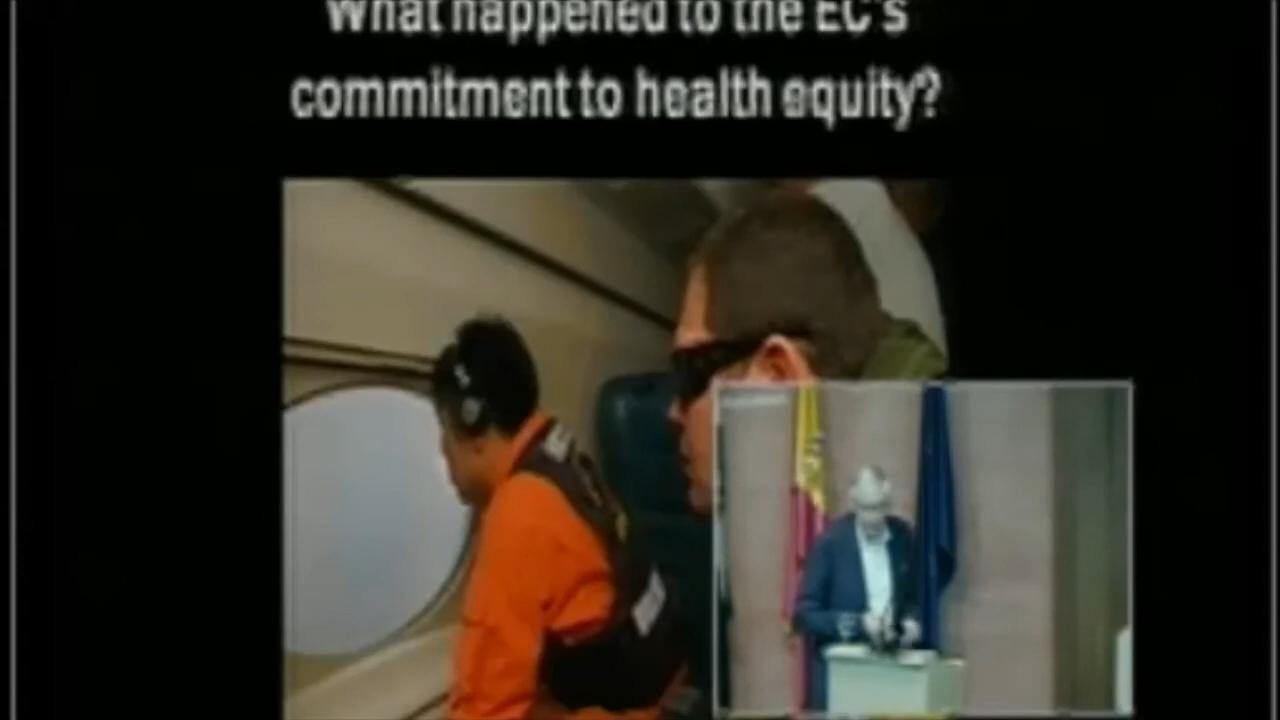 What happened to the EC's
commitment to health equity?